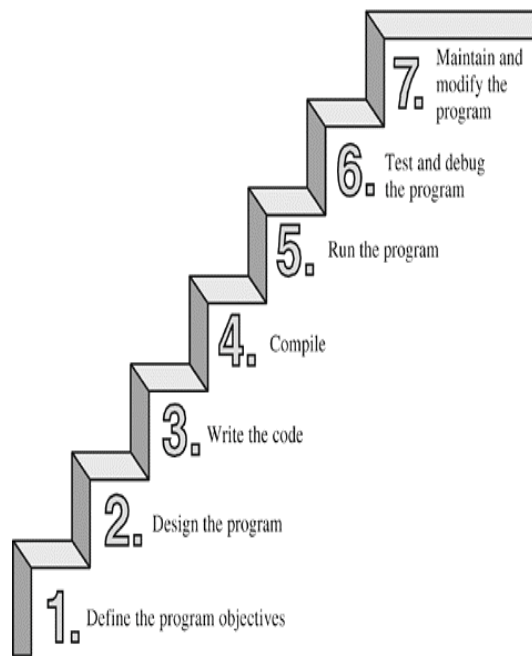 7. Maintain and
modify the
program
6. Test and debug
the program
5. Run the program
4. Compile
3. Write the code
2. Design the program
1. Define the program objectives